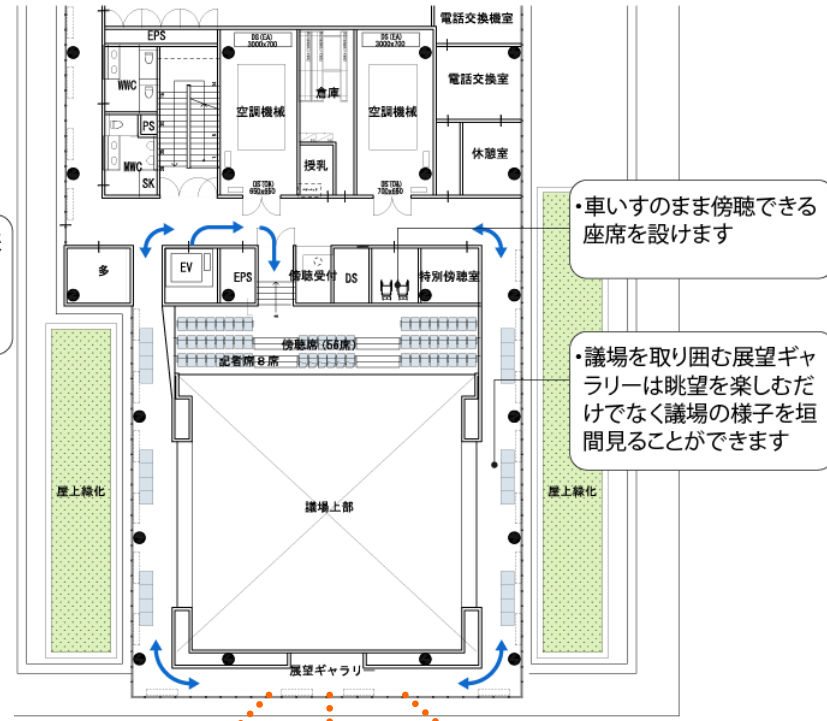 電話交換機室
EPS
DS(EA)
3000x700
DS(EA)
3000x700
WWC
倉庫
電話交換室
空調機械
空調機械
PS
MWC
授乳
休憩室
SK
DS(OA)
650x650
DS(OA)
700x650
・車いすのまま傍聴できる
座席を設けます
多
EV
EPS
傍聴受付
DS
特別傍聴室
傍聴席(56席)
記者席8席
・議場を取り囲む展望ギャ
ラリーは眺望を楽しむだ
けでなく議場の様子を垣
間見ることができます
屋上緑化
議場上部
屋上緑化
展望ギャラリー